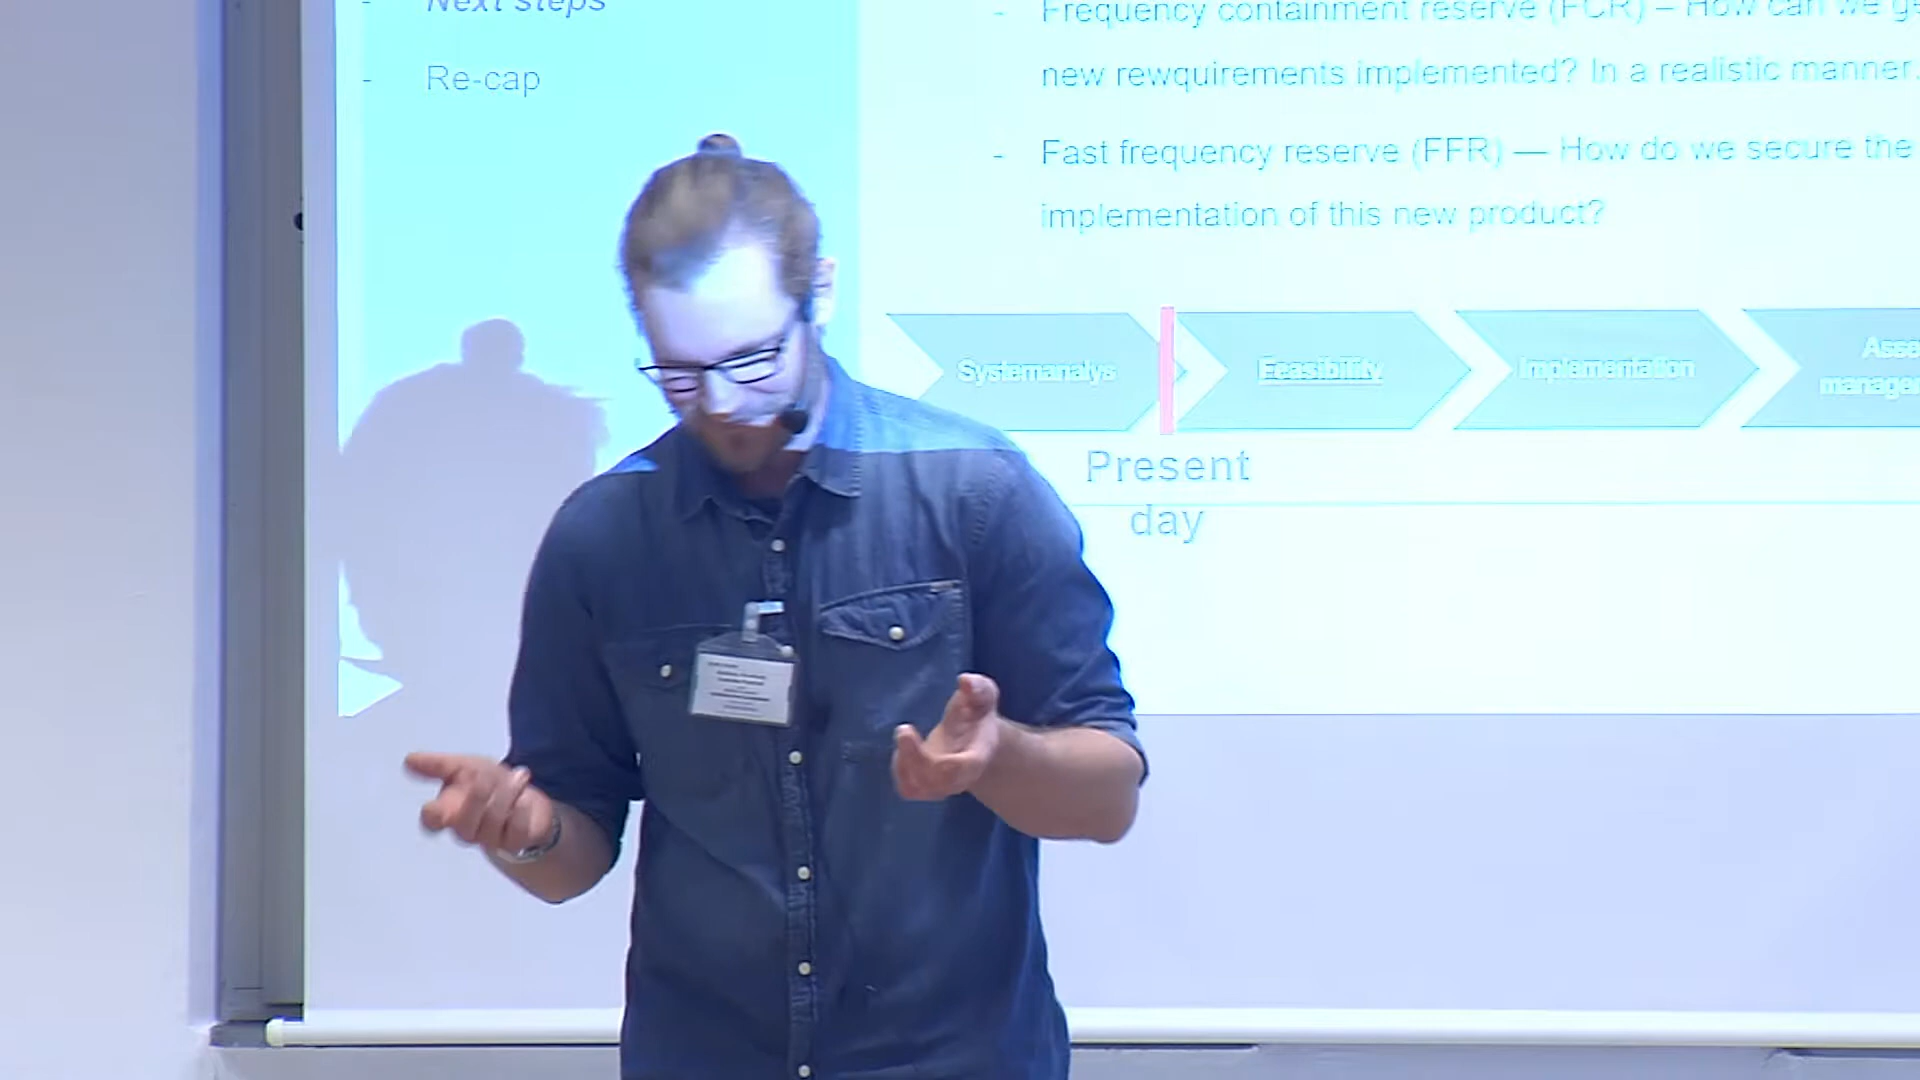 - Next steps
- Re-cap
- Frequency containment reserve (FCR) – How can we
new rewquirements implemented? In a realistic manner.
- Fast frequency reserve (FFR) — How do we secure the
implementation of this new product?
Systemanalys
Feasibility
Implementation
Present
day